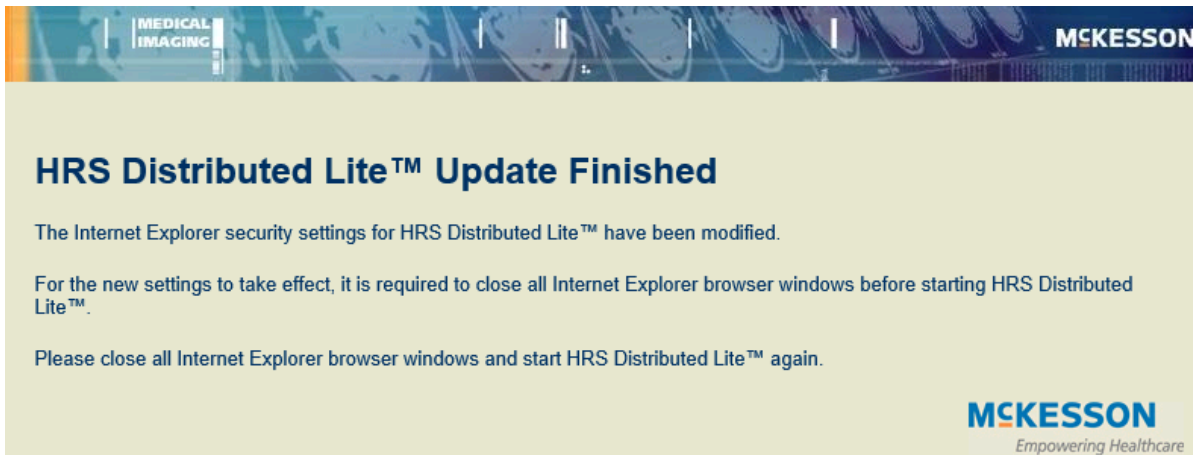 MEDICAL
IMAGING
MCKESSON
HRS Distributed Lite™ Update Finished
The Internet Explorer security settings for HRS Distributed Lite™ have been modified.
For the new settings to take effect, it is required to close all Internet Explorer browser windows before starting HRS Distributed
Lite™.
Please close all Internet Explorer browser windows and start HRS Distributed Lite™ again.
MCKESSON
Empowering Healthcare